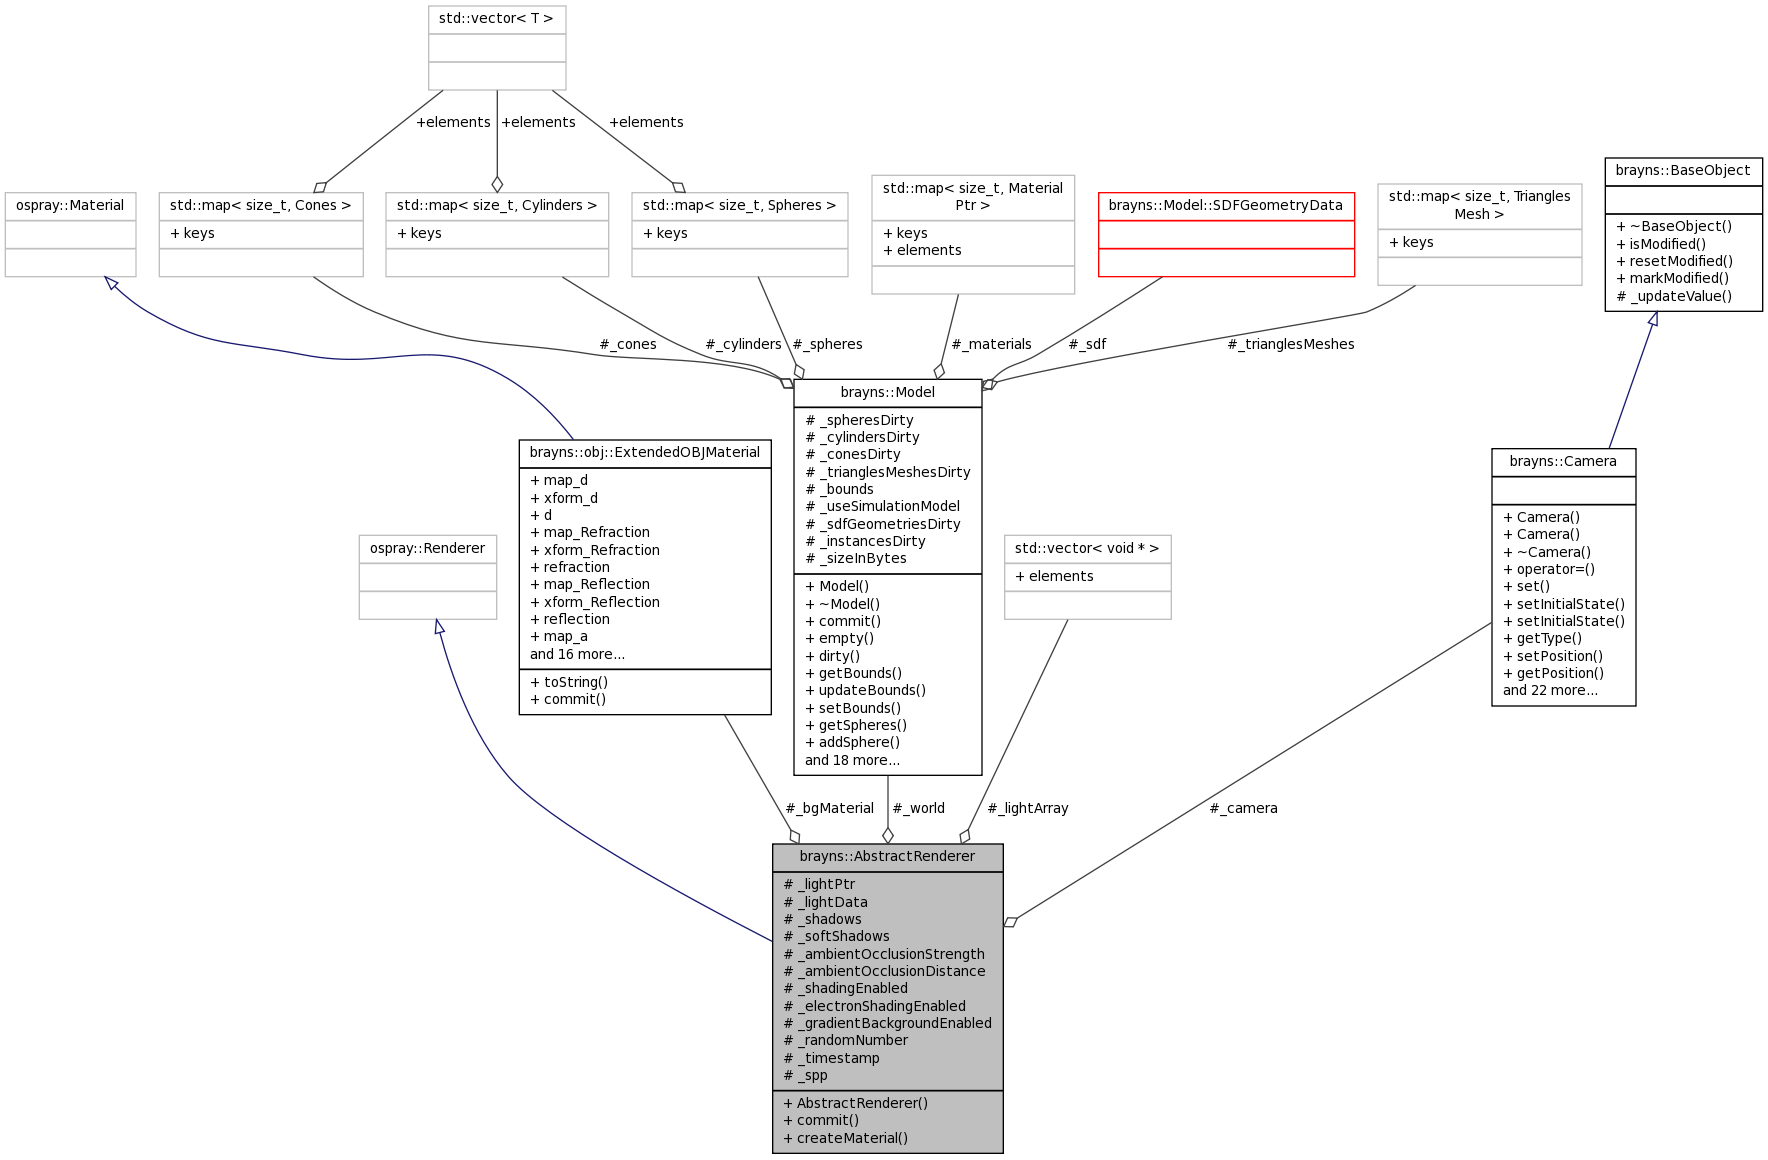 std::vector< T >
+elements
+elements
+elements
ospray::Material
std::map< size_t, Cones >
+ keys
std::map< size_t, Cylinders >
+ keys
std::map< size_t, Spheres >
+ keys
std::map< size_t, Material
Ptr >
+ keys
+ elements
brayns::Model::SDFGeometryData
std::map< size_t, Triangles
Mesh >
+ keys
brayns::BaseObject
+ ~BaseObject()
+ isModified()
+ resetModified()
+ markModified()
# _updateValue()
#_cones
#_cylinders
#_spheres
#_materials
#_sdf
#_trianglesMeshes
brayns::Model
# _spheresDirty
# _cylindersDirty
# _conesDirty
# _trianglesMeshesDirty
# _bounds
# _useSimulationModel
# _sdfGeometriesDirty
# _instancesDirty
# _sizeInBytes
+ Model()
+ ~Model()
+ commit()
+ empty()
+ dirty()
+ getBounds()
+ updateBounds()
+ setBounds()
+ getSpheres()
+ addSphere()
and 18 more...
brayns::obj::ExtendedOBJMaterial
+ map_d
+ xform_d
+ d
+ map_Refraction
+ xform_Refraction
+ refraction
+ map_Reflection
+ xform_Reflection
+ reflection
+ map_a
and 16 more...
+ toString()
+ commit()
ospray::Renderer
std::vector< void * >
+ elements
brayns::Camera
+ Camera()
+ Camera()
+ ~Camera()
+ operator=()
+ set()
+ setInitialState()
+ setInitialState()
+ getType()
+ setPosition()
+ getPosition()
and 22 more...
#_bgMaterial
#_world
#_lightArray
#_camera
brayns::AbstractRenderer
# _lightPtr
# _lightData
# _shadows
# _softShadows
# _ambientOcclusionStrength
# _ambientOcclusionDistance
# _shadingEnabled
# _electronShadingEnabled
# _gradientBackgroundEnabled
# _randomNumber
# _timestamp
# _spp
+ AbstractRenderer()
+ commit()
+ createMaterial()